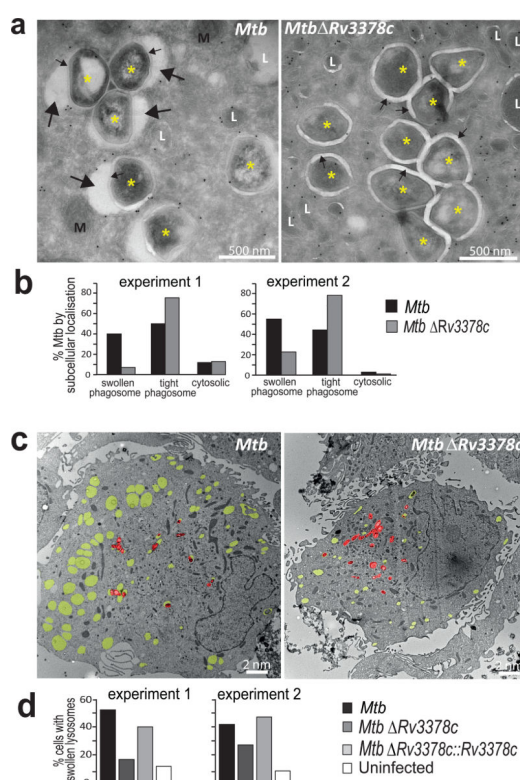 a
Mtb
MtbΔRv3378c
M
L
L
L
L
L
L
L
L
M
M
L
L
L
500 nm
500 nm
b
experiment 1
experiment 2
% Mtb by
subcellular localisation
80
60
40
20
0
80
60
40
20
0
swollen
phagosome
tight
phagosome
cytosolic
swollen
phagosome
tight
phagosome
cytosolic
Mtb
Mtb ΔRv3378c
c
Mtb
Mtb ΔRv3378c
2 nm
2 nm
d
experiment 1
experiment 2
% cells with
swollen lysosomes
60
40
20
0
Mtb
Mtb ΔRv3378c
Mtb ΔRv3378c::Rv3378c
Uninfected